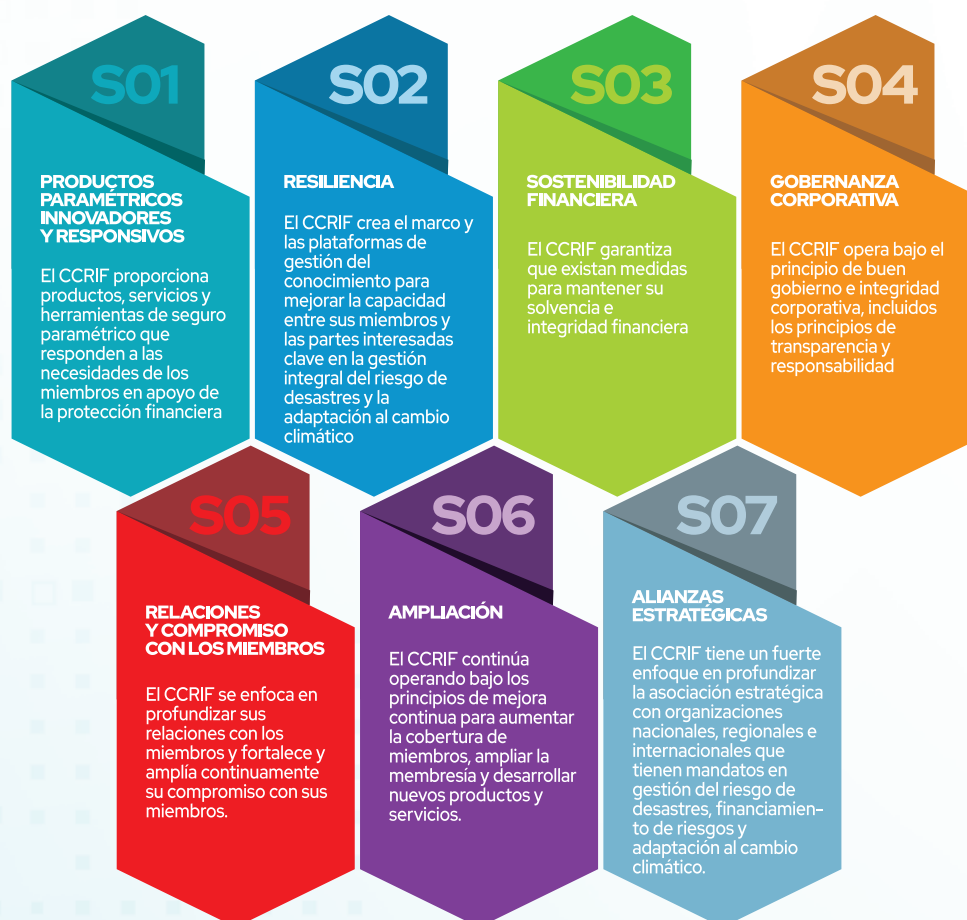 S01
PRODUCTOS
PARAMÉTRICOS
INNOVADORES
Y RESPONSIVOS
El CCRIF proporciona
productos, servicios y
herramientas de seguro
paramétrico que
responden a las
necesidades de los
miembros en apoyo de
la protección financiera
S02
RESILIENCIA
El CCRIF crea el marco y
las plataformas de
gestión del
conocimiento para
mejorar la capacidad
entre sus miembros y
las partes interesadas
clave en la gestión
integral del riesgo de
desastres y la
adaptación al cambio
climático
S03
SOSTENIBILIDAD
FINANCIERA
El CCRIF garantiza
que existan medidas
para mantener su
solvencia e
integridad financiera
S04
GOBERNANZA
CORPORATIVA
El CCRIF opera bajo el
principio de buen
gobierno e integridad
corporativa, incluidos
los principios de
transparencia y
responsabilidad
S05
RELACIONES
Y COMPROMISO
CON LOS MIEMBROS
El CCRIF se enfoca en
profundizar sus
relaciones con los
miembros y fortalece y
amplía continuamente
su compromiso con sus
miembros.
S06
AMPLIACIÓN
El CCRIF continúa
operando bajo los
principios de mejora
continua para aumentar
la cobertura de
miembros, ampliar la
membresía y desarrollar
nuevos productos y
servicios.
S07
ALIANZAS
ESTRATÉGICAS
El CCRIF tiene un fuerte
enfoque en profundizar
la asociación estratégica
con organizaciones
nacionales, regionales e
internacionales que
tienen mandatos en
gestión del riesgo de
desastres, financiamien-
to de riesgos y
adaptación al cambio
climático.